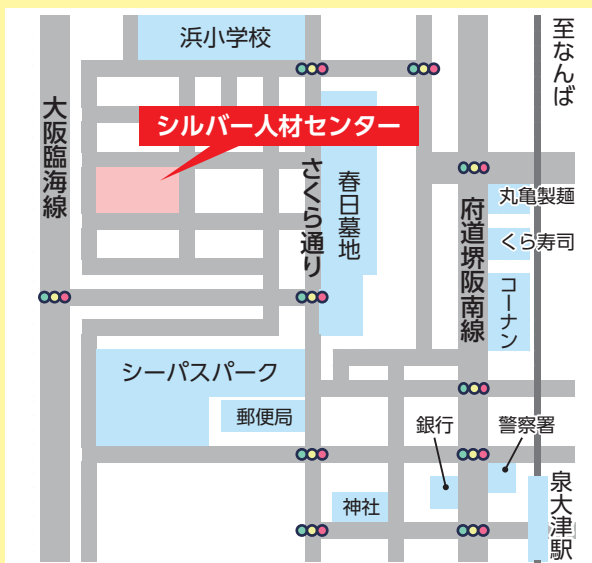 浜小学校
至なんば
大阪臨海線
シルバー人材センター
さくら通り
春日墓地
府道堺阪南線
丸亀製麺
くら寿司
コーナン
シーパスパーク
郵便局
銀行
警察署
神社
泉大津駅